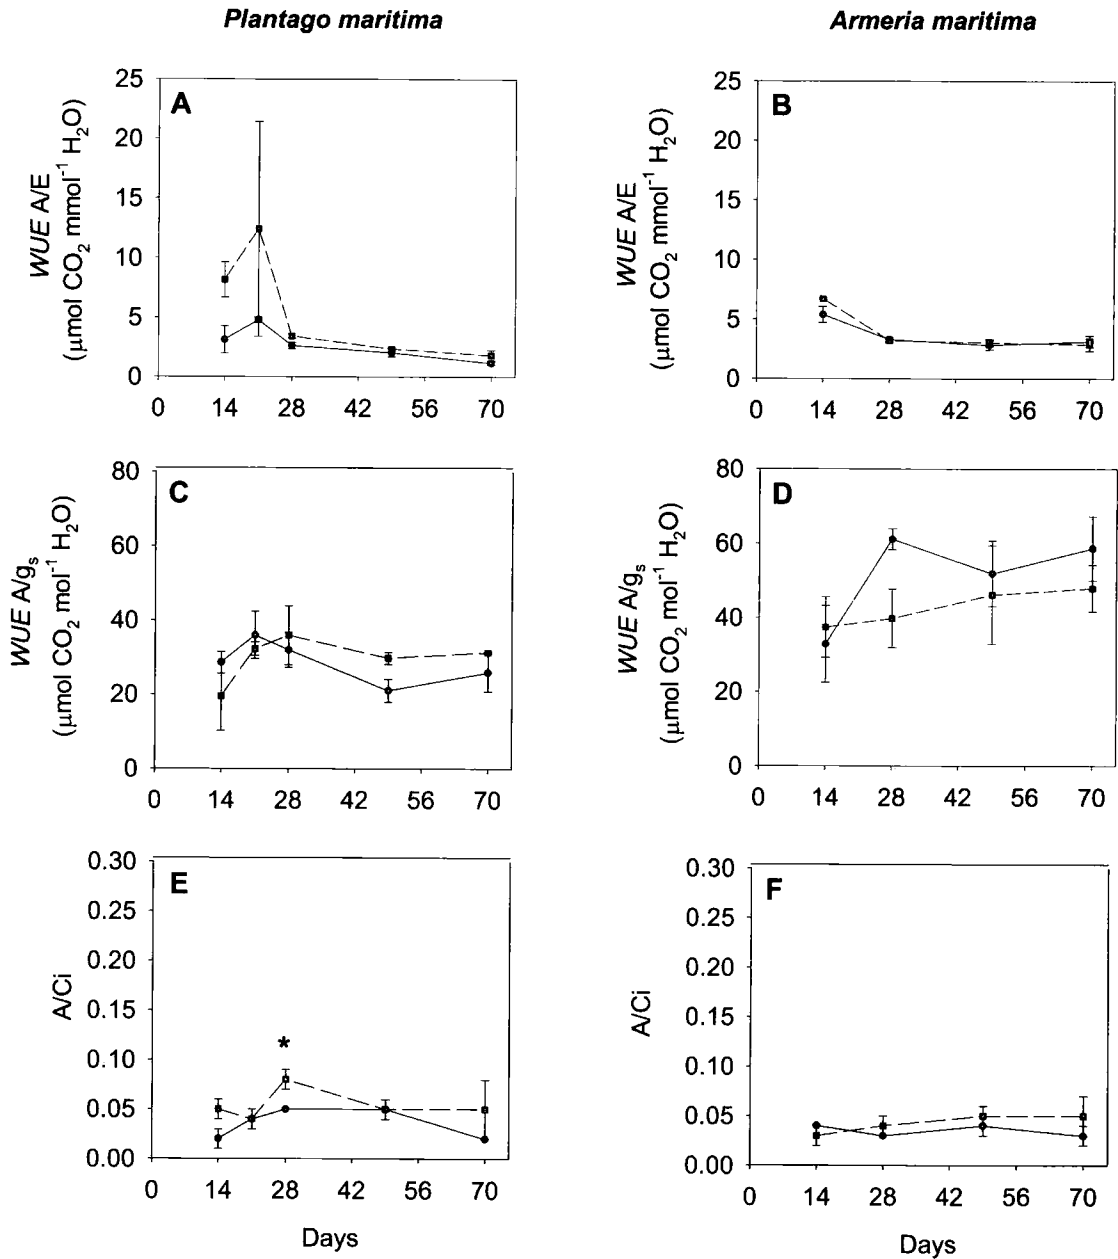 Plantago maritima
Armeria maritima
A
WUE A/E
(μmol CO2 mmol-1 H2O)
25
20
15
10
5
0
0 14 28 42 56 70
B
WUE A/E
(μmol CO2 mmol-1 H2O)
25
20
15
10
5
0
0 14 28 42 56 70
C
WUE A/gs
(μmol CO2 mol-1 H2O)
80
60
40
20
0
0 14 28 42 56 70
D
WUE A/gs
(μmol CO2 mol-1 H2O)
80
60
40
20
0
0 14 28 42 56 70
E
A/Ci
0.30
0.25
0.20
0.15
0.10
0.05
0.00
*
0 14 28 42 56 70
Days
F
A/Ci
0.30
0.25
0.20
0.15
0.10
0.05
0.00
0 14 28 42 56 70
Days